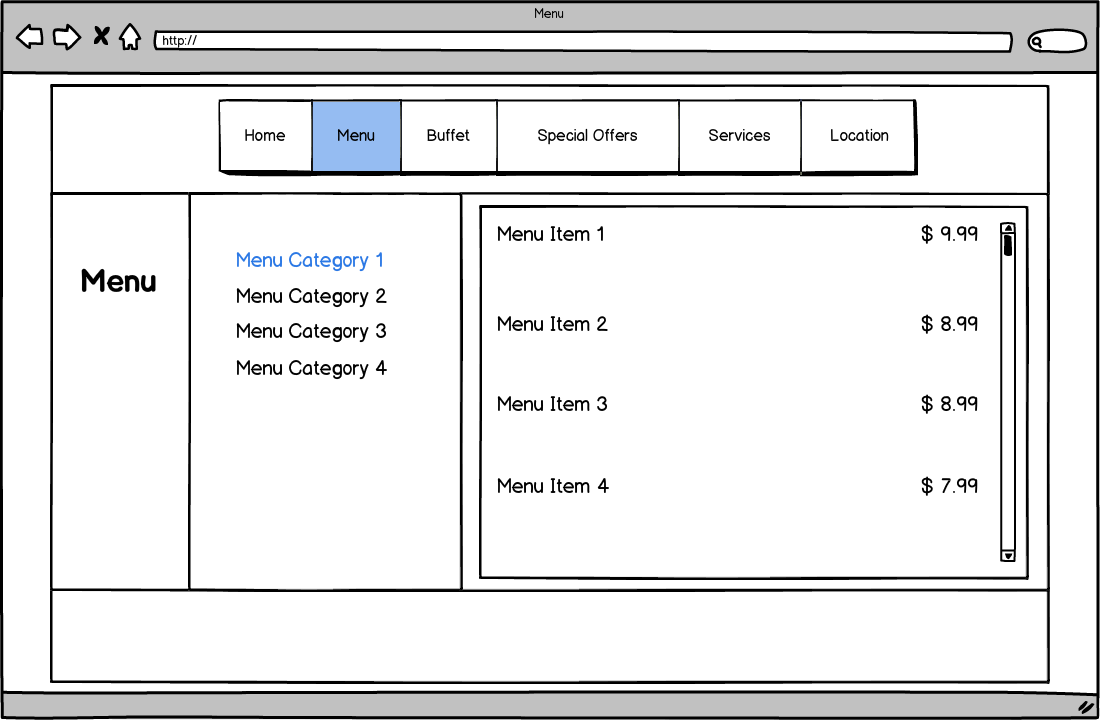 Menu
http://
Home Menu Buffet Special Offers Services Location
Menu
Menu Category 1
Menu Category 2
Menu Category 3
Menu Category 4
Menu Item 1 $ 9.99
Menu Item 2 $ 8.99
Menu Item 3 $ 8.99
Menu Item 4 $ 7.99